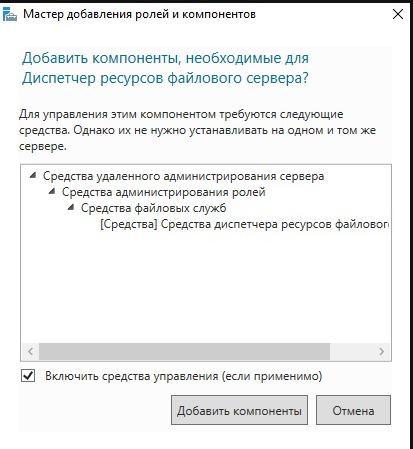 Мастер добавления ролей и компонентов
Добавить компоненты, необходимые для
Диспетчер ресурсов файлового сервера?
Для управления этим компонентом требуются следующие
средства. Однако их не нужно устанавливать на одном и том же
сервере.
Средства удаленного администрирования сервера
Средства администрирования ролей
Средства файловых служб
[Средства] Средства диспетчера ресурсов файловог
Включить средства управления (если применимо)
Добавить компоненты
Отмена